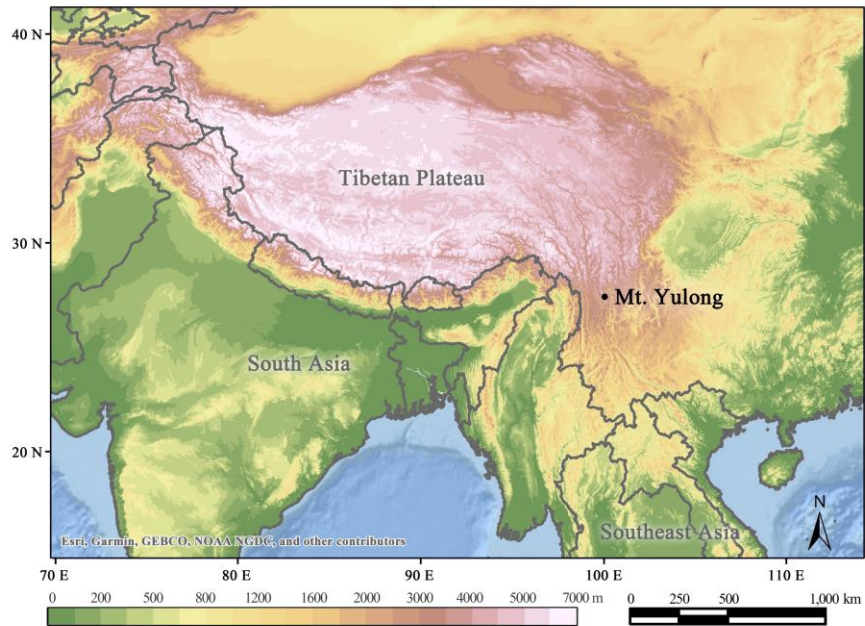 40 N
30 N
20 N
Tibetan Plateau
Mt. Yulong
South Asia
Southeast Asia
N
Esri, Garmin, GEBCO, NOAA NGDC, and other contributors
70 E 80 E 90 E 100 E 110 E
0 200 500 800 1200 1600 2000 3000 4000 5000 7000 m
0 250 500 1,000 km